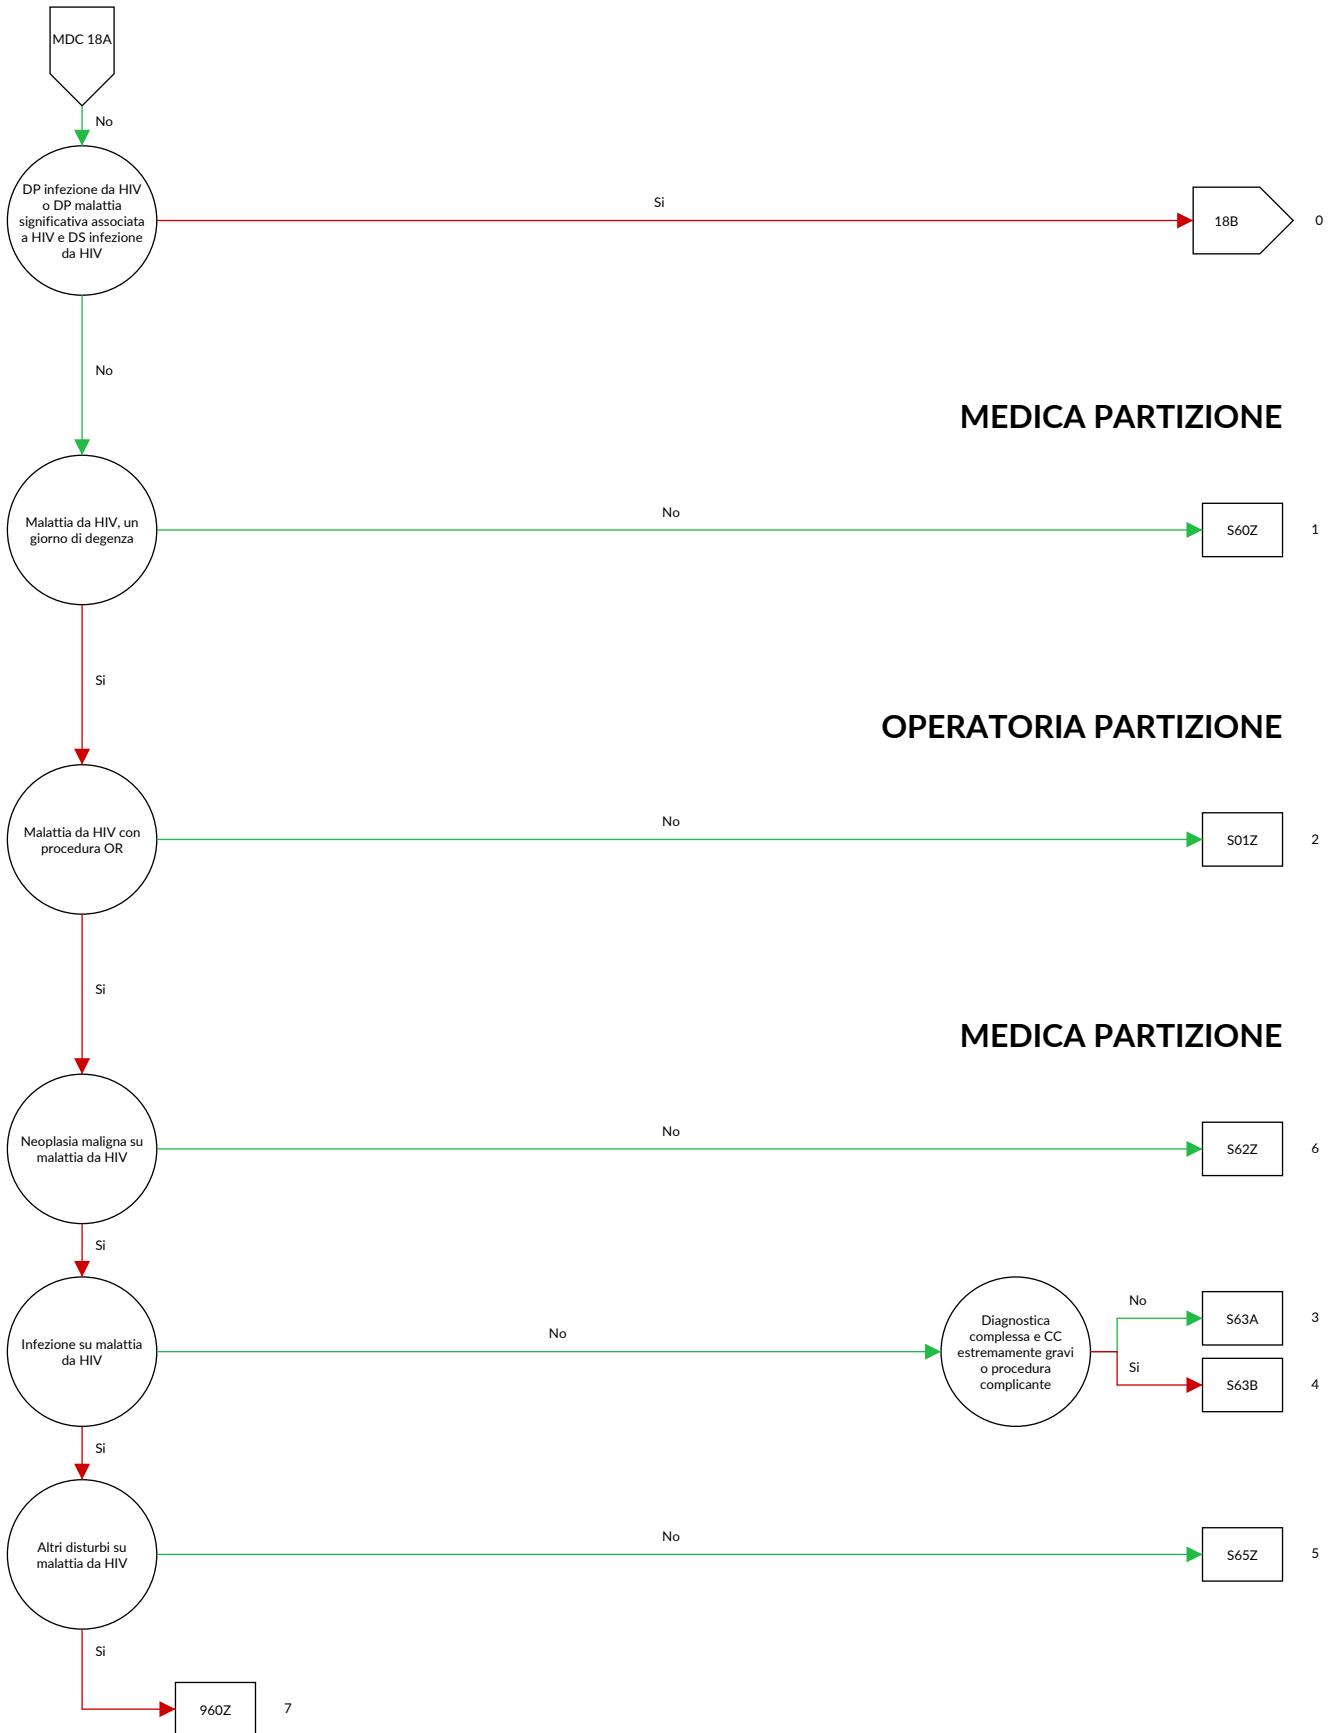 MDC 18A
No
DP infezione da HIV
o DP malattia
significativa associata
a HIV e DS infezione
da HIV
Si
18B
0
No
MEDICA PARTIZIONE
Malattia da HIV, un
giorno di degenza
No
S60Z
1
Si
OPERATORIA PARTIZIONE
Malattia da HIV con
procedura OR
No
S01Z
2
Si
MEDICA PARTIZIONE
Neoplasia maligna su
malattia da HIV
No
S62Z
6
Si
Infezione su malattia
da HIV
No
Diagnostica
complessa e CC
estremamente gravi
o procedura
complicante
No
S63A
3
Si
S63B
4
Si
Altri disturbi su
malattia da HIV
No
S65Z
5
Si
960Z
7